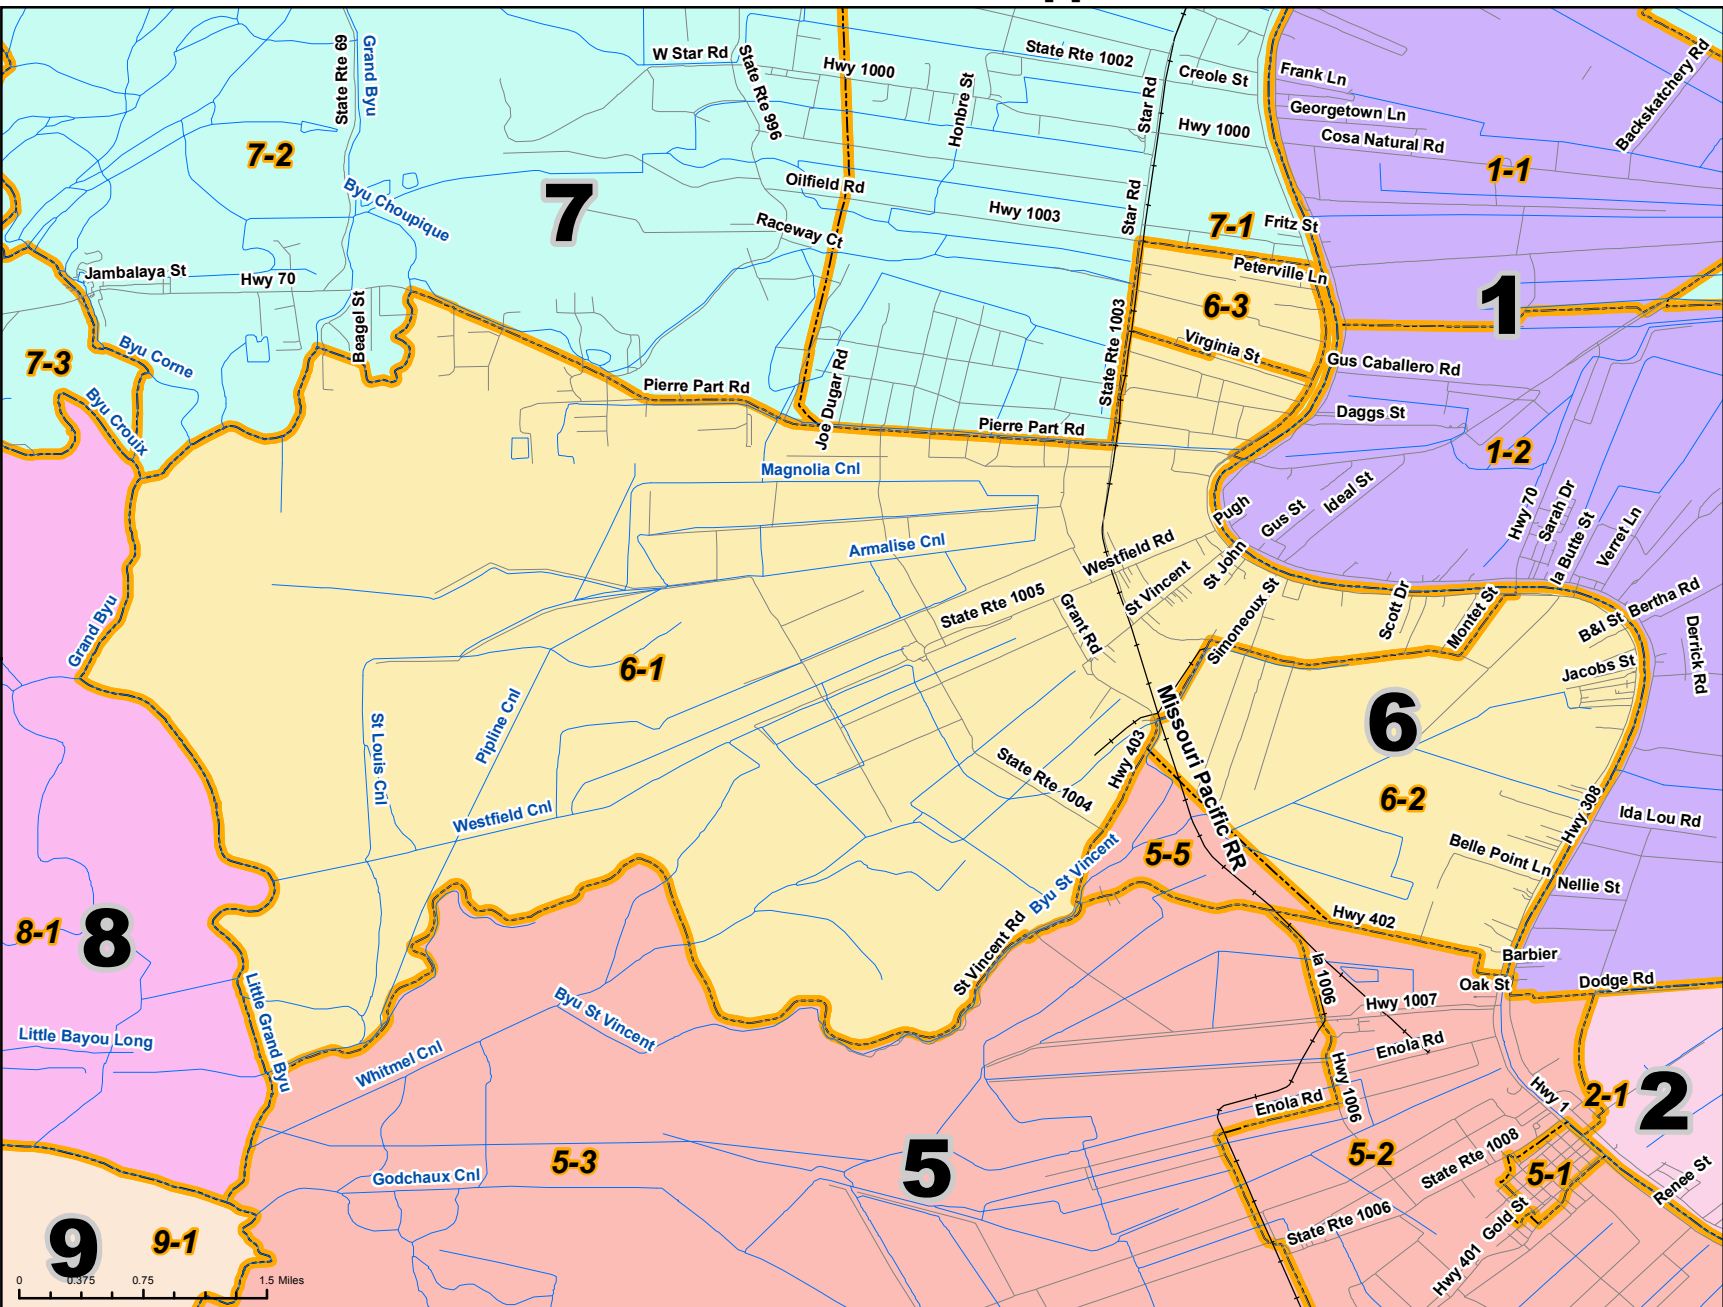 State Rte 69
Grand Byu
W Star Rd
State Rte 996
Hwy 1000
Honbre St
State Rte 1002
Star Rd
Creole St
Hwy 1000
Frank Ln
Georgetown Ln
Cosa Natural Rd
Backskatchery Rd
1-1
7-2
Byu Choupique
7
Oilfield Rd
Raceway Ct
Hwy 1003
Star Rd
7-1
Fritz St
Peterville Ln
Jambalaya St
Hwy 70
Beagel St
6-3
1
State Rte 1003
Virginia St
7-3
Byu Corne
Byu Crouix
Pierre Part Rd
Joe Dugar Rd
Pierre Part Rd
Gus Caballero Rd
Daggs St
1-2
Magnolia Cnl
Armalise Cnl
Westfield Rd
Pugh
Gus St
Ideal St
Hwy 70
Sarah Dr
la Butte St
Verret Ln
St Vincent
St John
Simoneoux St
Scott Dr
Montet St
B&l St
Bertha Rd
Derrick Rd
Jacobs St
Grand Byu
State Rte 1005
Grant Rd
6-1
St Louis Cnl
Pipline Cnl
Westfield Cnl
Missouri Pacific RR
6
6-2
Hwy 403
State Rte 1004
Hwy 308
Ida Lou Rd
Belle Point Ln
Nellie St
5-5
Byu St Vincent
St Vincent Rd
Hwy 402
Barbier
Oak St
Dodge Rd
8-1
8
Little Grand Byu
Little Bayou Long
Byu St Vincent
Whitmel Cnl
la 1006
Hwy 1007
Enola Rd
Hwy 1006
Enola Rd
Hwy 1
2-1
2
5-3
5
5-2
State Rte 1008
5-1
Renee St
Godchaux Cnl
Gold St
State Rte 1006
Hwy 401
9
9-1
0
0.375
0.75
1.5 Miles